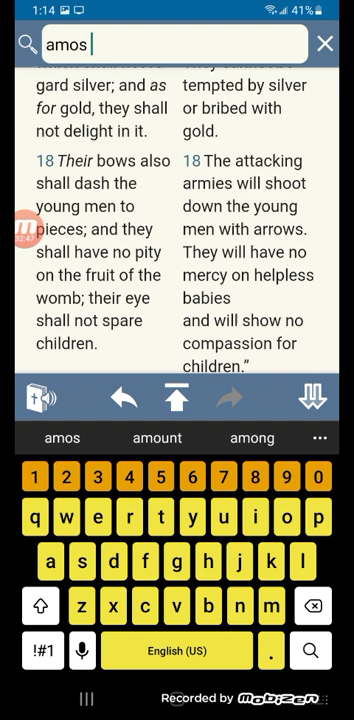 1:14 41%
amos
gard silver; and as
for gold, they shall
not delight in it.
18 Their bows also
shall dash the
young men to
pieces; and they
shall have no pity
on the fruit of the
womb; their eye
shall not spare
children.
tempted by silver
or bribed with
gold.
18 The attacking
armies will shoot
down the young
men with arrows.
They will have no
mercy on helpless
babies
and will show no
compassion for
children.”
02:47
amos amount among ...
1 2 3 4 5 6 7 8 9 0
q w e r t y u i o p
a s d f g h j k l
z x c v b n m
!#1 English (US) .
Recorded by mobizen